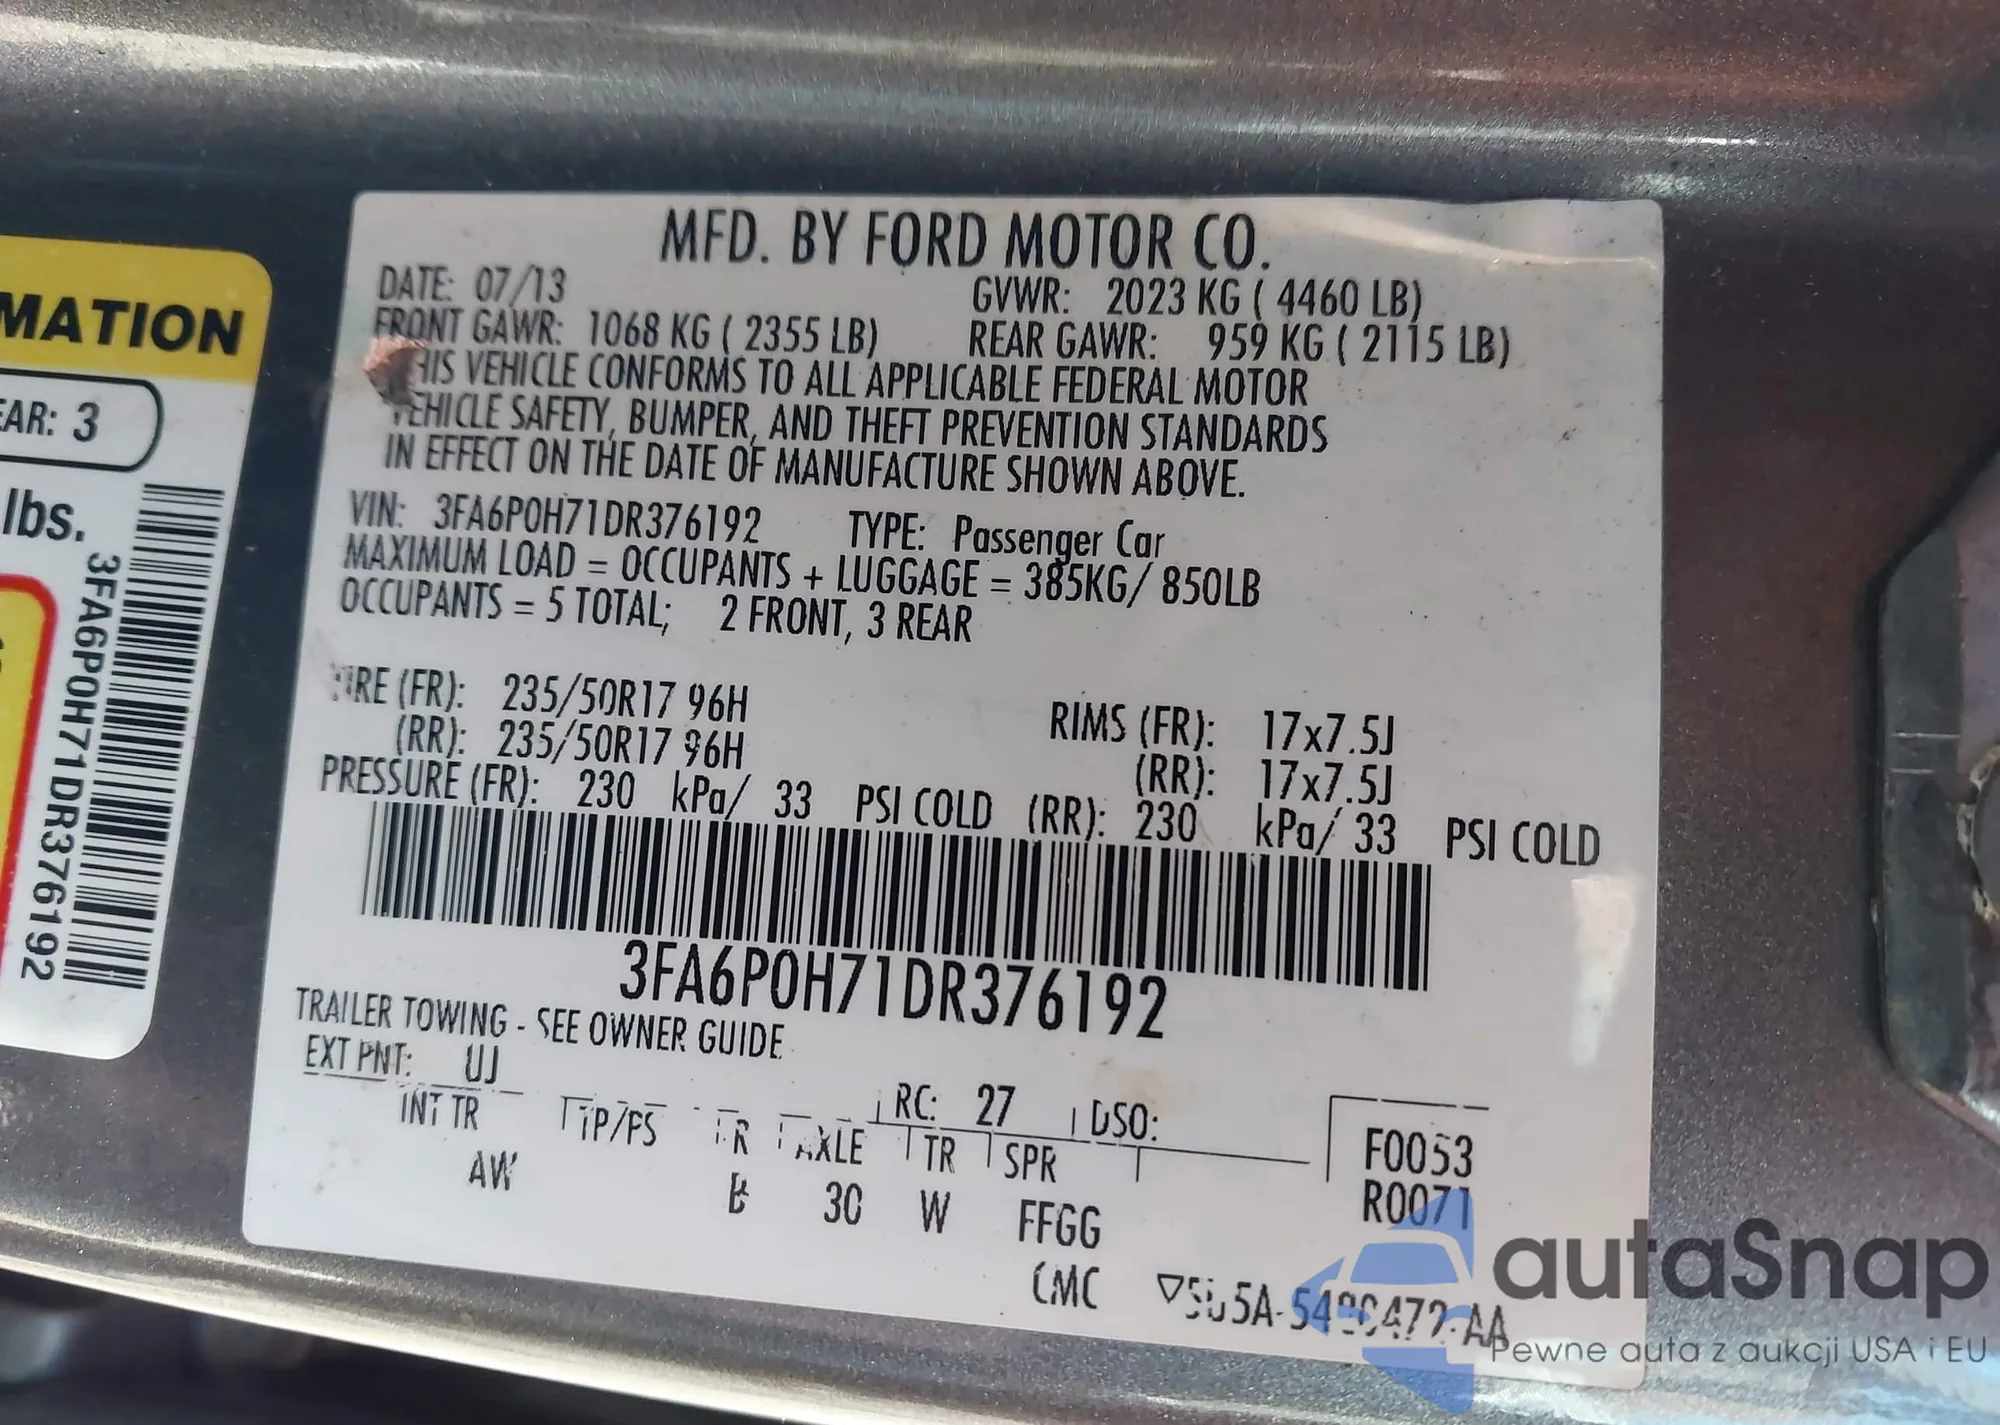 MATION
EAR: 3
lbs.
3FA6P0H71DR376192
MFD. BY FORD MOTOR CO.
DATE: 07/13 GVWR: 2023 KG ( 4460 LB)
FRONT GAWR: 1068 KG ( 2355 LB) REAR GAWR: 959 KG ( 2115 LB)
THIS VEHICLE CONFORMS TO ALL APPLICABLE FEDERAL MOTOR
VEHICLE SAFETY, BUMPER, AND THEFT PREVENTION STANDARDS
IN EFFECT ON THE DATE OF MANUFACTURE SHOWN ABOVE.
VIN: 3FA6P0H71DR376192 TYPE: Passenger Car
MAXIMUM LOAD = OCCUPANTS + LUGGAGE = 385KG/ 850LB
OCCUPANTS = 5 TOTAL; 2 FRONT, 3 REAR
TIRE (FR): 235/50R17 96H RIMS (FR): 17x7.5J
(RR): 235/50R17 96H (RR): 17x7.5J
PRESSURE (FR): 230 kPa/ 33 PSI COLD (RR): 230 kPa/ 33 PSI COLD
3FA6P0H71DR376192
TRAILER TOWING - SEE OWNER GUIDE
EXT PNT: UJ RC: 27 DSO:
INT TR TP/PS R AXLE TR SPR F0053
AW B 30 W FFGG R0071
CMC
autaSnap
Pewne auta z aukcji USA i EU